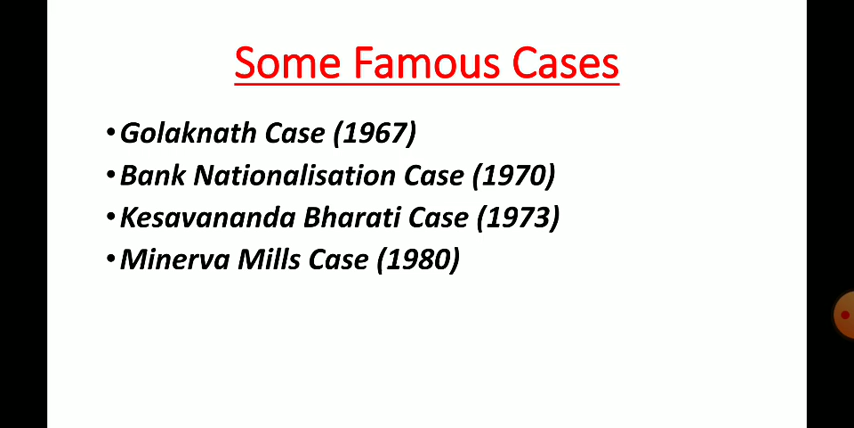 Some Famous Cases
•Golaknath Case (1967)
•Bank Nationalisation Case (1970)
•Kesavananda Bharati Case (1973)
•Minerva Mills Case (1980)